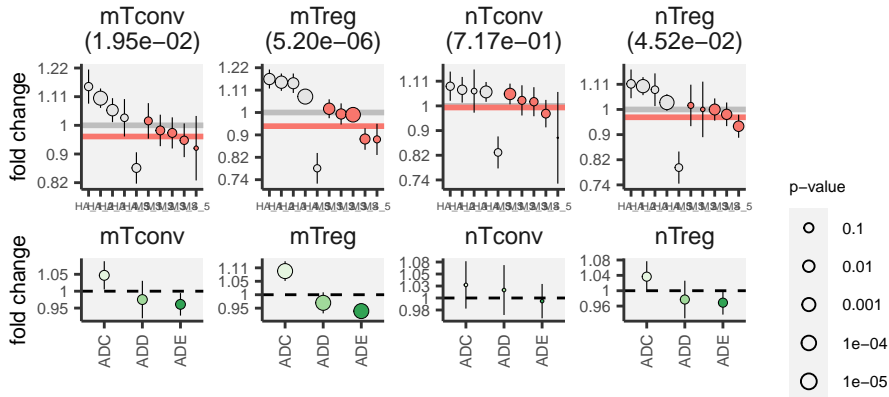 mTconv
(1.95e−02)
mTreg
(5.20e−06)
nTconv
(7.17e−01)
nTreg
(4.52e−02)
fold change
1.22
1.11
1
0.9
0.82
1.22
1.1
1
0.9
0.82
0.74
1.1
1
0.9
0.82
0.74
1.1
1
0.9
0.82
0.74
mTconv
mTreg
nTconv
nTreg
fold change
1.05
1
0.95
1.11
1.05
1
0.95
1.08
1.05
1.02
1
0.98
1.08
1.04
1
0.96
ADC
ADD
ADE
ADC
ADD
ADE
ADC
ADD
ADE
ADC
ADD
ADE
p−value
0.1
0.01
0.001
1e−04
1e−05